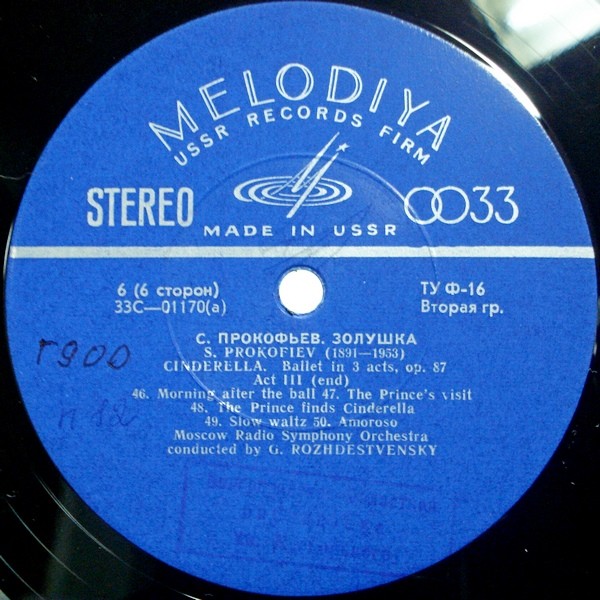 MELODIYA
USSR RECORDS FIRM
STEREO
33
MADE IN USSR
6 (6 сторон)
ТУ Ф-16
33С—01170(а)
Вторая гр.
С. ПРОКОФЬЕВ. ЗОЛУШКА
S. PROKOFIEV (1891—1953)
CINDERELLA. Ballet in 3 acts, op. 87
Act III (end)
46. Morning after the ball 47. The Prince's visit
48. The Prince finds Cinderella
49. Slow waltz 50. Amoroso
Moscow Radio Symphony Orchestra
conducted by G. ROZHDESTVENSKY